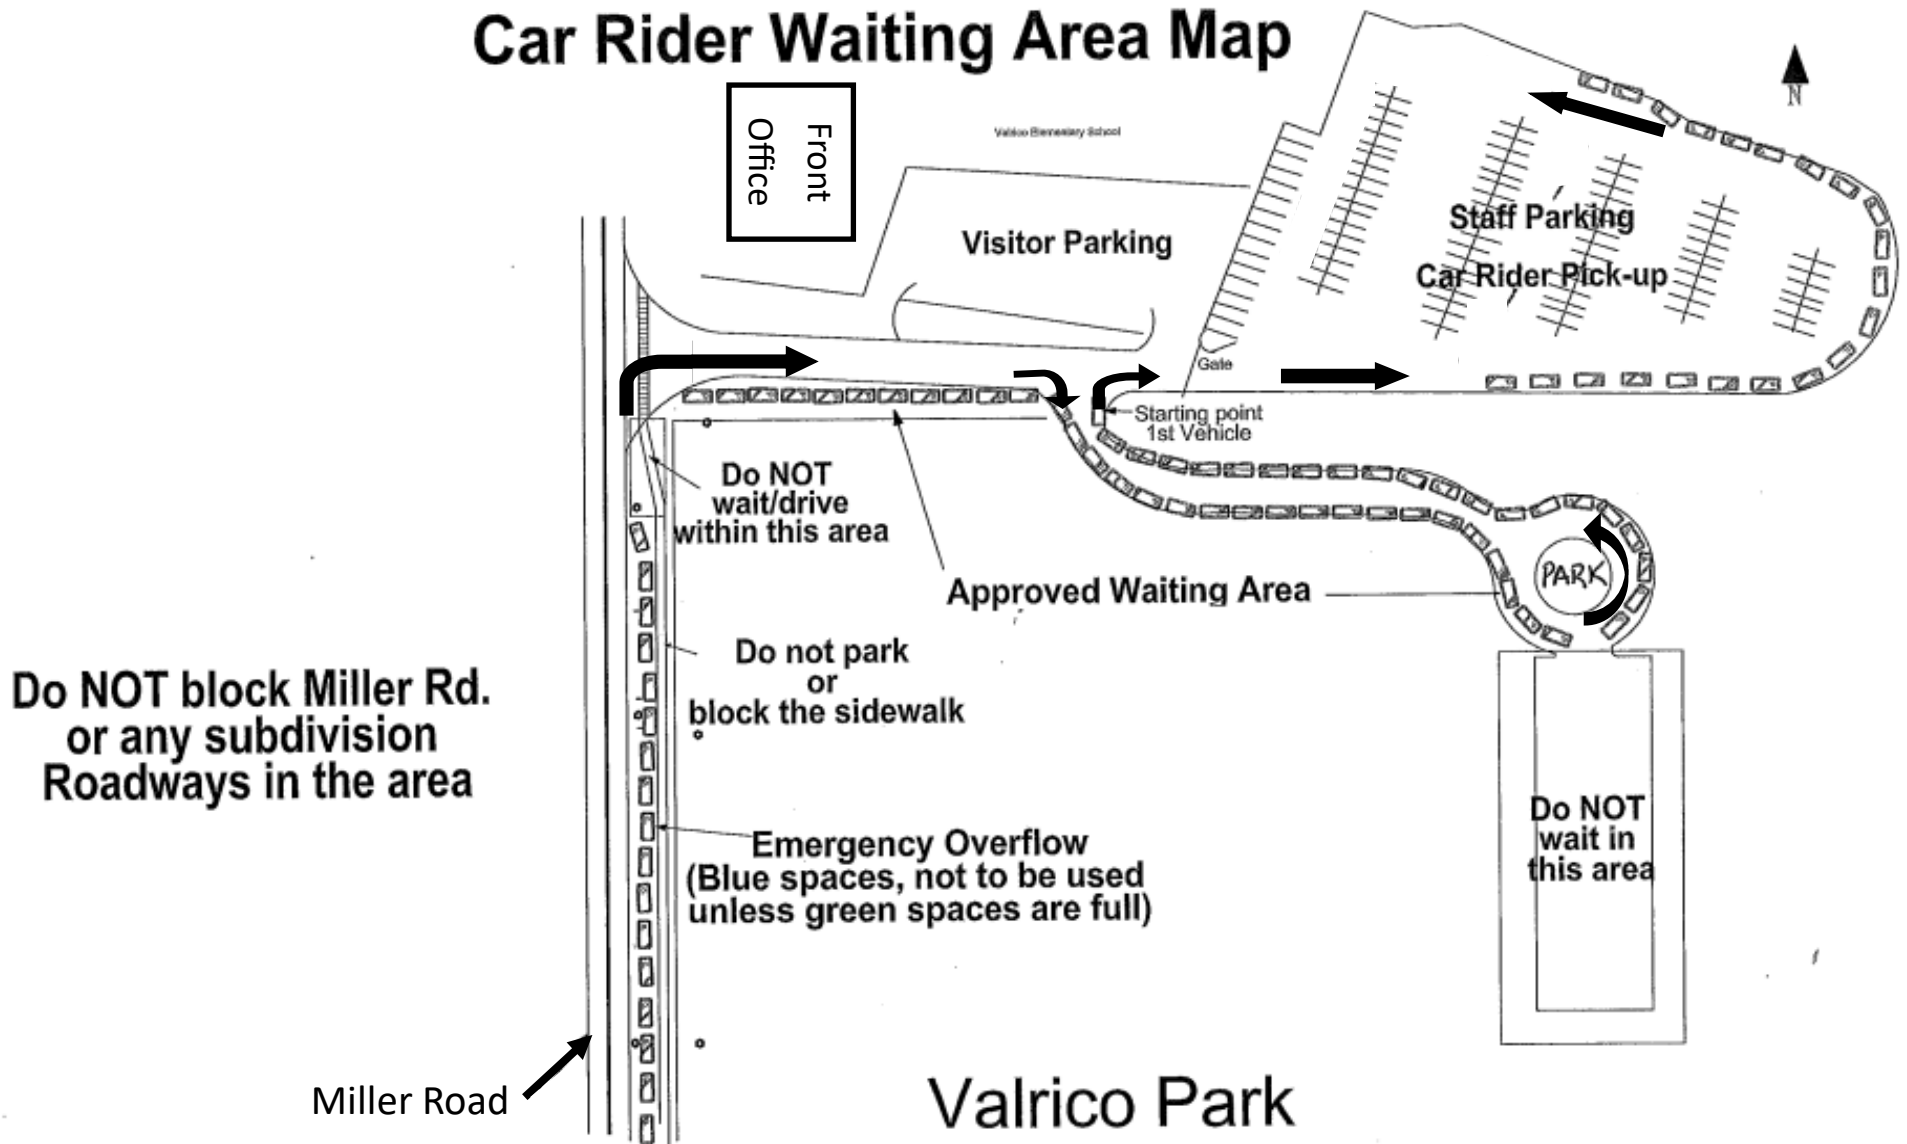 Car Rider Waiting Area Map
N
Front
Office
Valrico Elementary School
Visitor Parking
Staff Parking
Car Rider Pick-up
Gate
Starting point
1st Vehicle
Do NOT
wait/drive
within this area
Approved Waiting Area
PARK
Do not park
or
block the sidewalk
Do NOT block Miller Rd.
or any subdivision
Roadways in the area
Emergency Overflow
(Blue spaces, not to be used
unless green spaces are full)
Do NOT
wait in
this area
Miller Road
Valrico Park